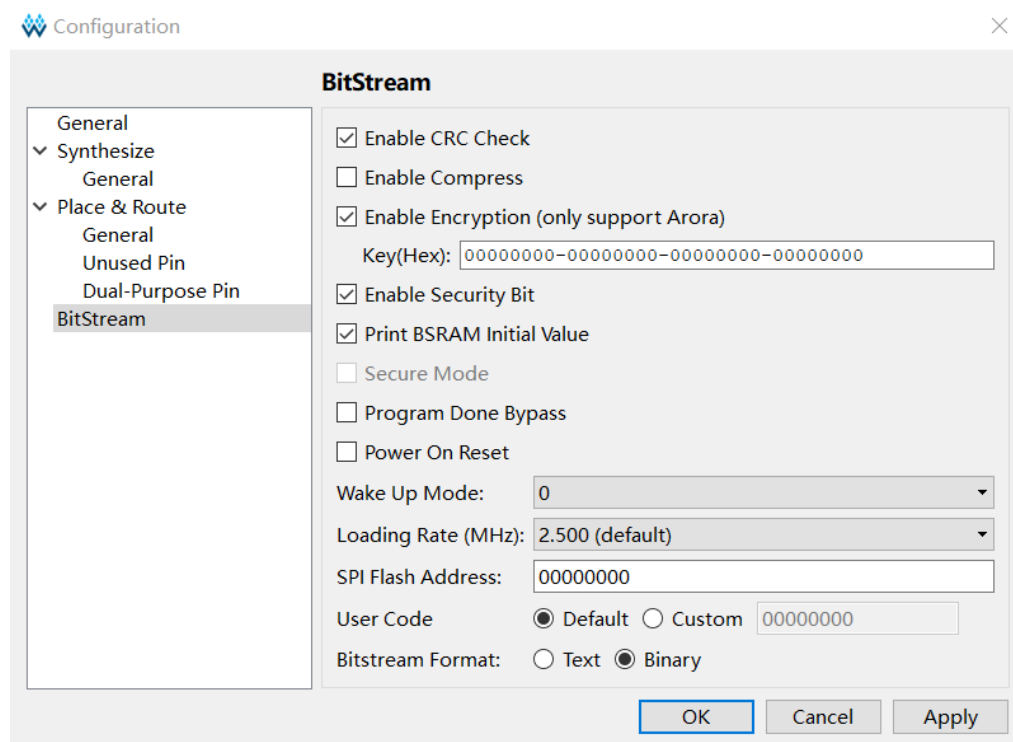 Configuration
BitStream
General
Synthesize
General
Place & Route
General
Unused Pin
Dual-Purpose Pin
BitStream
Enable CRC Check
Enable Compress
Enable Encryption (only support Arora)
Key(Hex): 00000000-00000000-00000000-00000000
Enable Security Bit
Print BSRAM Initial Value
Secure Mode
Program Done Bypass
Power On Reset
Wake Up Mode: 0
Loading Rate (MHz): 2.500 (default)
SPI Flash Address: 00000000
User Code Default Custom 00000000
Bitstream Format: Text Binary
OK Cancel Apply